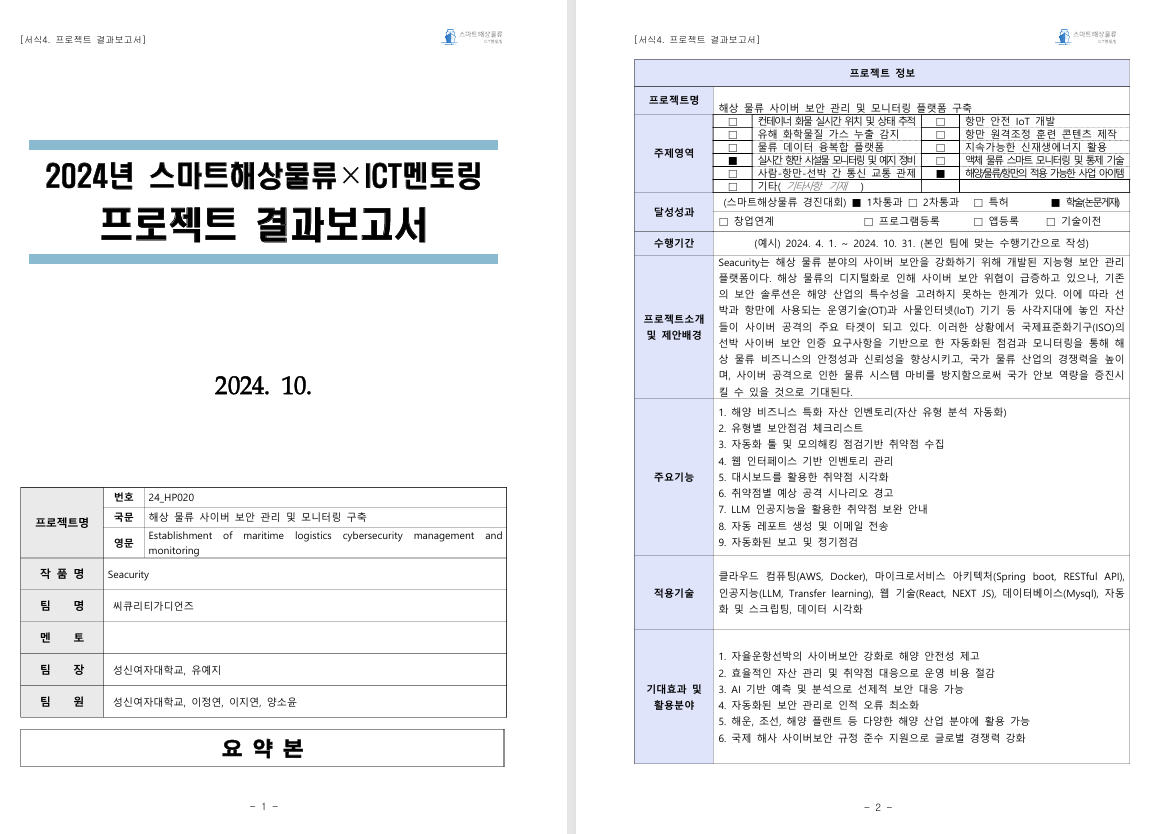 [서식4. 프로젝트 결과보고서]
스마트해상물류
ICT멘토링
2024년 스마트해상물류×ICT멘토링
프로젝트 결과보고서
2024. 10.
프로젝트명
번호 24_HP020
국문 해상 물류 사이버 보안 관리 및 모니터링 구축
영문 Establishment of maritime logistics cybersecurity management and
monitoring
작 품 명 Seacurity
팀 명 씨큐리티가디언즈
멘 토
팀 장 성신여자대학교, 유예지
팀 원 성신여자대학교, 이정연, 이지연, 양소윤
요 약 본
- 1 -
[서식4. 프로젝트 결과보고서]
스마트해상물류
ICT멘토링
프로젝트 정보
프로젝트명 해상 물류 사이버 보안 관리 및 모니터링 플랫폼 구축
주제영역
□ 컨테이너 화물 실시간 위치 및 상태 추적 □ 항만 안전 IoT 개발
□ 유해 화학물질 가스 누출 감지 □ 항만 원격조정 훈련 콘텐츠 제작
□ 물류 데이터 융복합 플랫폼 □ 지속가능한 신재생에너지 활용
■ 실시간 항만 시설물 모니터링 및 예지 정비 □ 액체 물류 스마트 모니터링 및 통제 기술
□ 사람-항만-선박 간 통신 교통 관제 ■ 해양/물류/항만의 적용 가능한 사업 아이템
□ 기타( 기타사항 기재 )
달성성과
(스마트해상물류 경진대회) ■ 1차통과 □ 2차통과 □ 특허 ■ 학술(논문게재)
□ 창업연계 □ 프로그램등록 □ 앱등록 □ 기술이전
수행기간 (예시) 2024. 4. 1. ~ 2024. 10. 31. (본인 팀에 맞는 수행기간으로 작성)
프로젝트소개
및 제안배경
Seacurity는 해상 물류 분야의 사이버 보안을 강화하기 위해 개발된 지능형 보안 관리
플랫폼이다. 해상 물류의 디지털화로 인해 사이버 보안 위협이 급증하고 있으나, 기존
의 보안 솔루션은 해양 산업의 특수성을 고려하지 못하는 한계가 있다. 이에 따라 선
박과 항만에 사용되는 운영기술(OT)과 사물인터넷(IoT) 기기 등 사각지대에 놓인 자산
들이 사이버 공격의 주요 타겟이 되고 있다. 이러한 상황에서 국제표준화기구(ISO)의
선박 사이버 보안 인증 요구사항을 기반으로 한 자동화된 점검과 모니터링을 통해 해
상 물류 비즈니스의 안정성과 신뢰성을 향상시키고, 국가 물류 산업의 경쟁력을 높이
며, 사이버 공격으로 인한 물류 시스템 마비를 방지함으로써 국가 안보 역량을 증진시
킬 수 있을 것으로 기대된다.
주요기능
1. 해양 비즈니스 특화 자산 인벤토리(자산 유형 분석 자동화)
2. 유형별 보안점검 체크리스트
3. 자동화 툴 및 모의해킹 점검기반 취약점 수집
4. 웹 인터페이스 기반 인벤토리 관리
5. 대시보드를 활용한 취약점 시각화
6. 취약점별 예상 공격 시나리오 경고
7. LLM 인공지능을 활용한 취약점 보완 안내
8. 자동 레포트 생성 및 이메일 전송
9. 자동화된 보고 및 정기점검
적용기술
클라우드 컴퓨팅(AWS, Docker), 마이크로서비스 아키텍처(Spring boot, RESTful API),
인공지능(LLM, Transfer learning), 웹 기술(React, NEXT JS), 데이터베이스(Mysql), 자동
화 및 스크립팅, 데이터 시각화
기대효과 및
활용분야
1. 자율운항선박의 사이버보안 강화로 해양 안전성 제고
2. 효율적인 자산 관리 및 취약점 대응으로 운영 비용 절감
3. AI 기반 예측 및 분석으로 선제적 보안 대응 가능
4. 자동화된 보안 관리로 인적 오류 최소화
5. 해운, 조선, 해양 플랜트 등 다양한 해양 산업 분야에 활용 가능
6. 국제 해사 사이버보안 규정 준수 지원으로 글로벌 경쟁력 강화
- 2 -